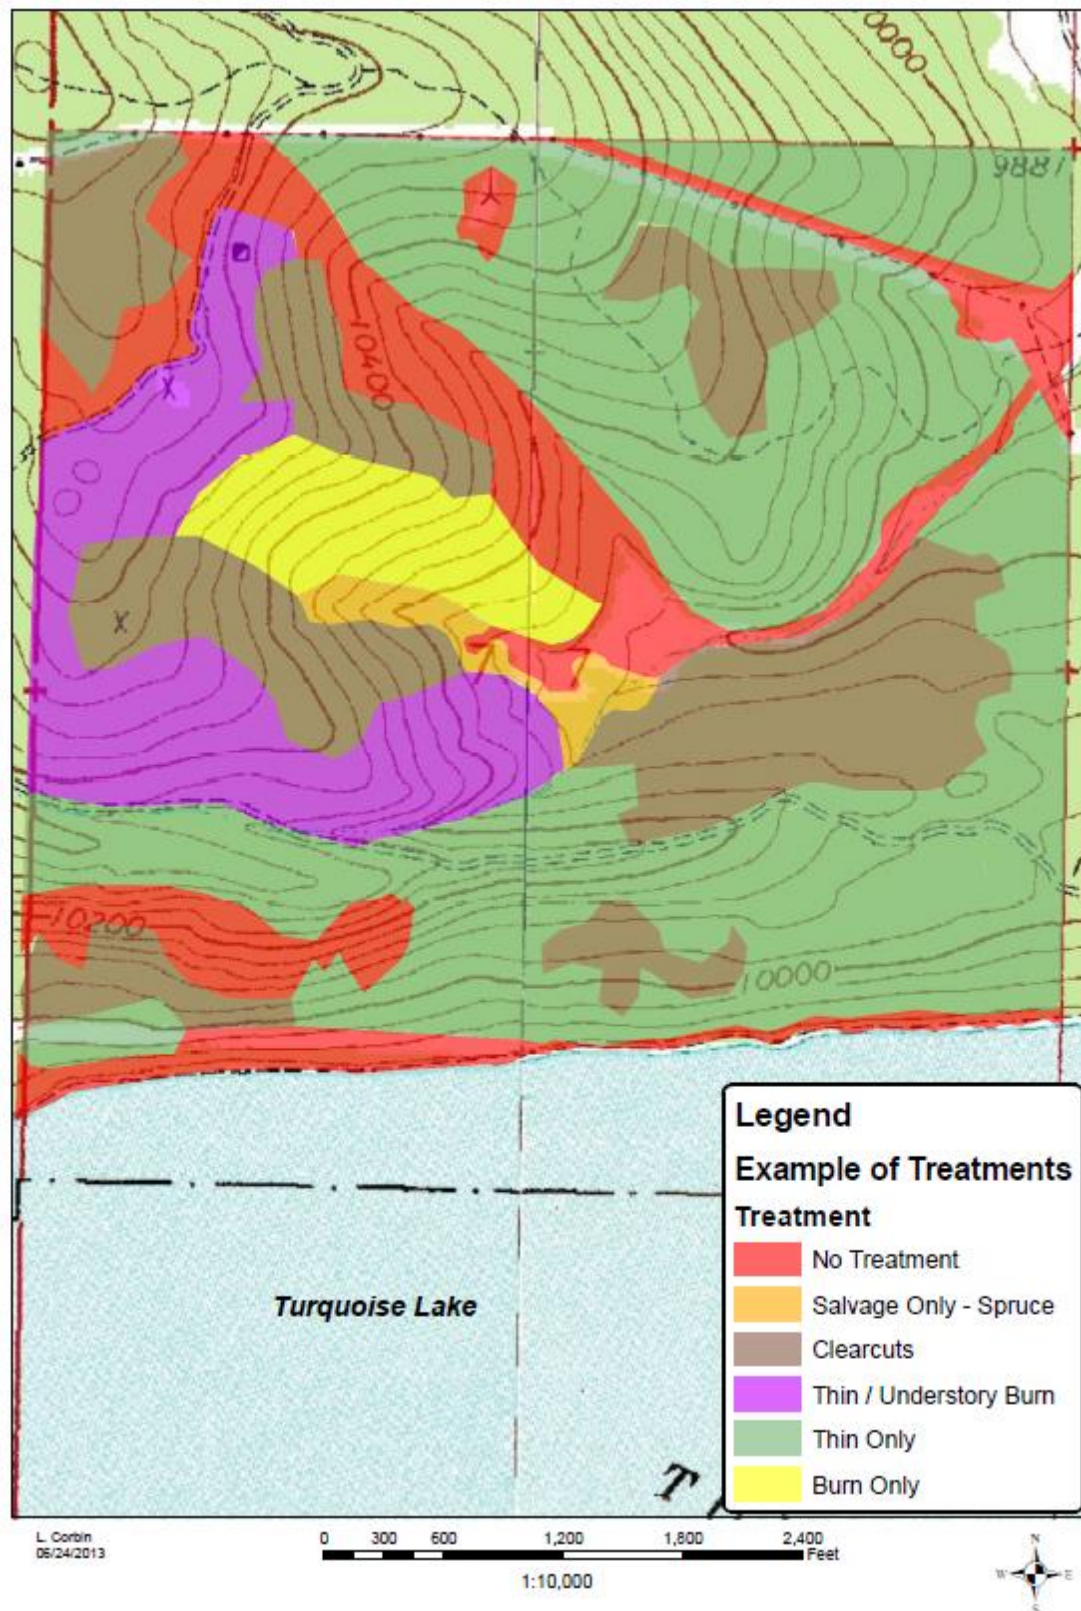 10000
9881
10400
10200
10000
Turquoise Lake
T
Legend
Example of Treatments
Treatment
No Treatment
Salvage Only - Spruce
Clearcuts
Thin / Understory Burn
Thin Only
Burn Only
L. Corbin
06/24/2013
0 300 600 1,200 1,800 2,400
Feet
1:10,000
N
W E
S